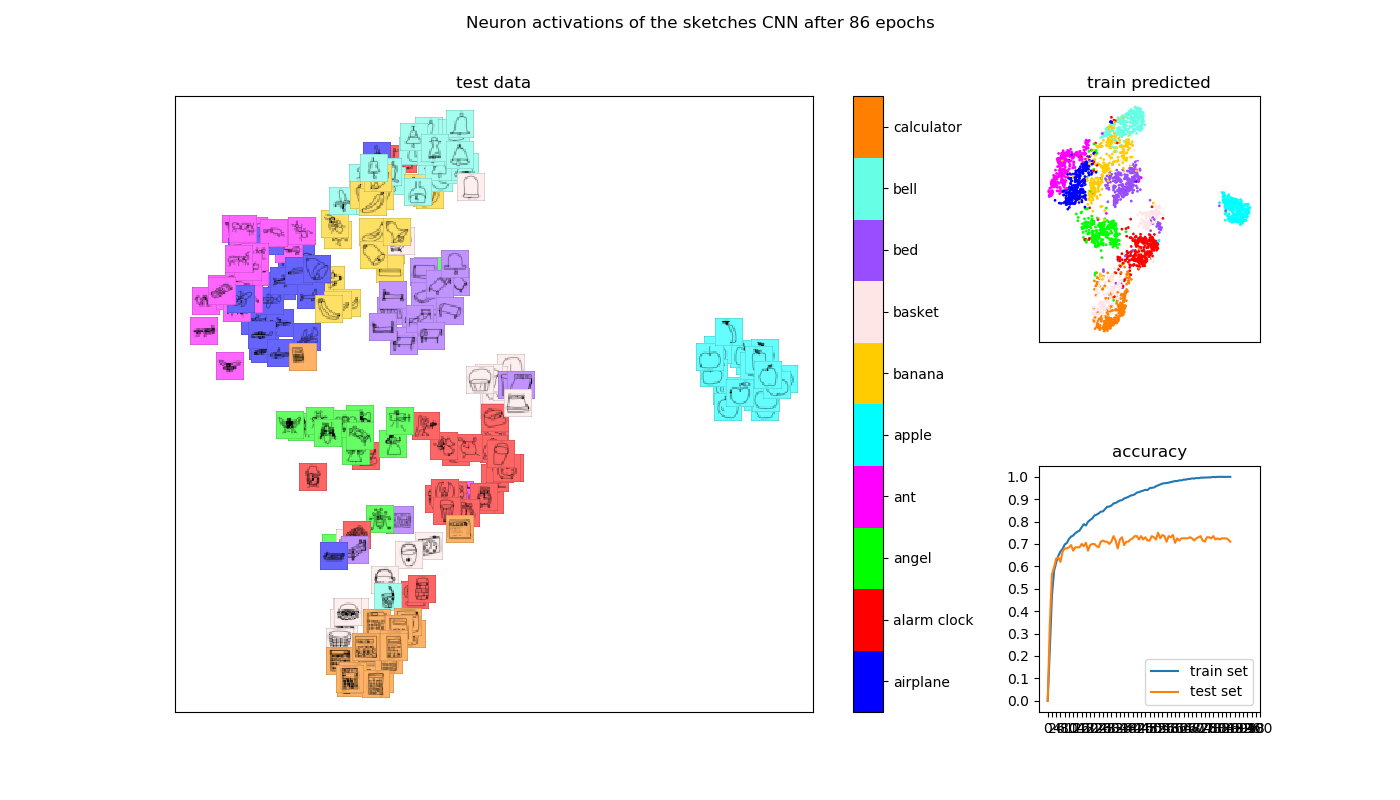 Neuron activations of the sketches CNN after 86 epochs
test data
calculator
bell
bed
basket
banana
apple
ant
angel
alarm clock
airplane
train predicted
accuracy
1.0
0.9
0.8
0.7
0.6
0.5
0.4
0.3
0.2
0.1
0.0
train set
test set